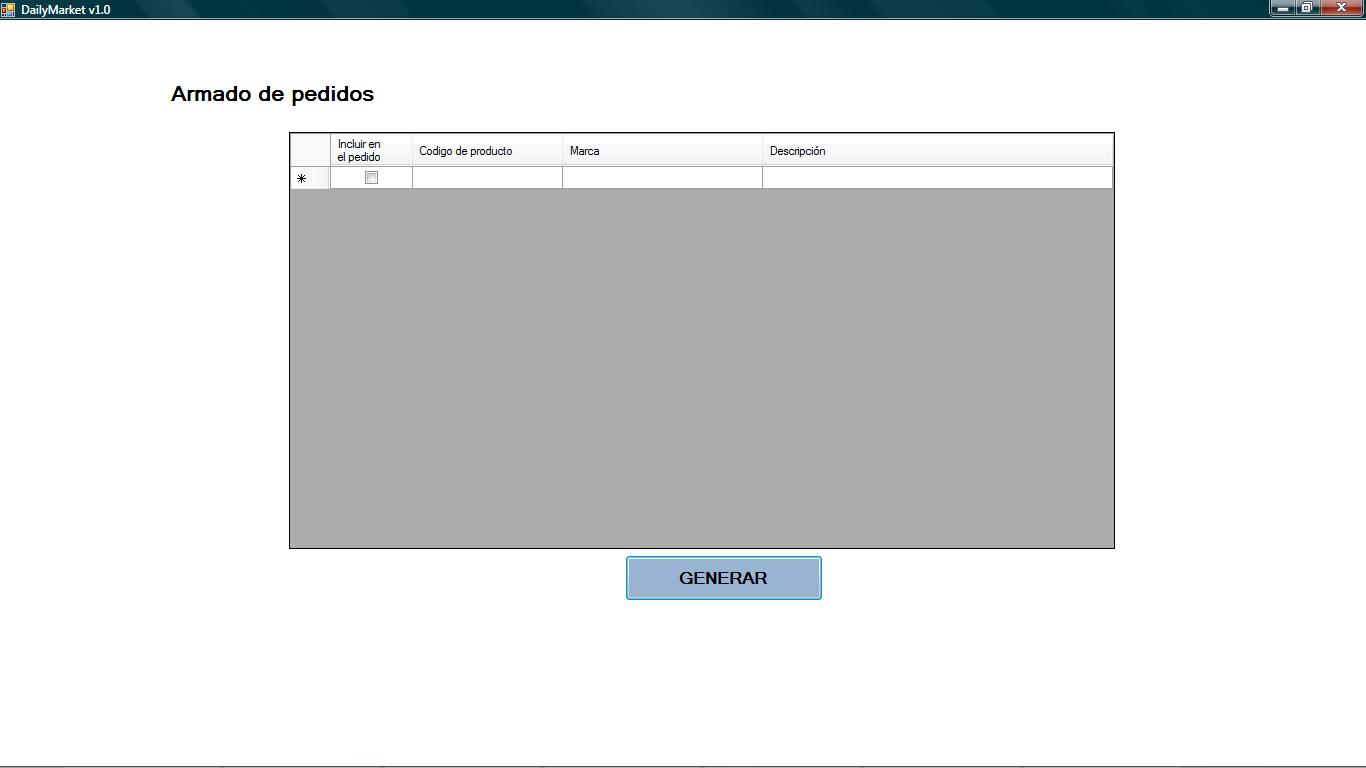 DailyMarket v1.0
Armado de pedidos
Incluir en
el pedido
Codigo de producto
Marca
Descripción
GENERAR